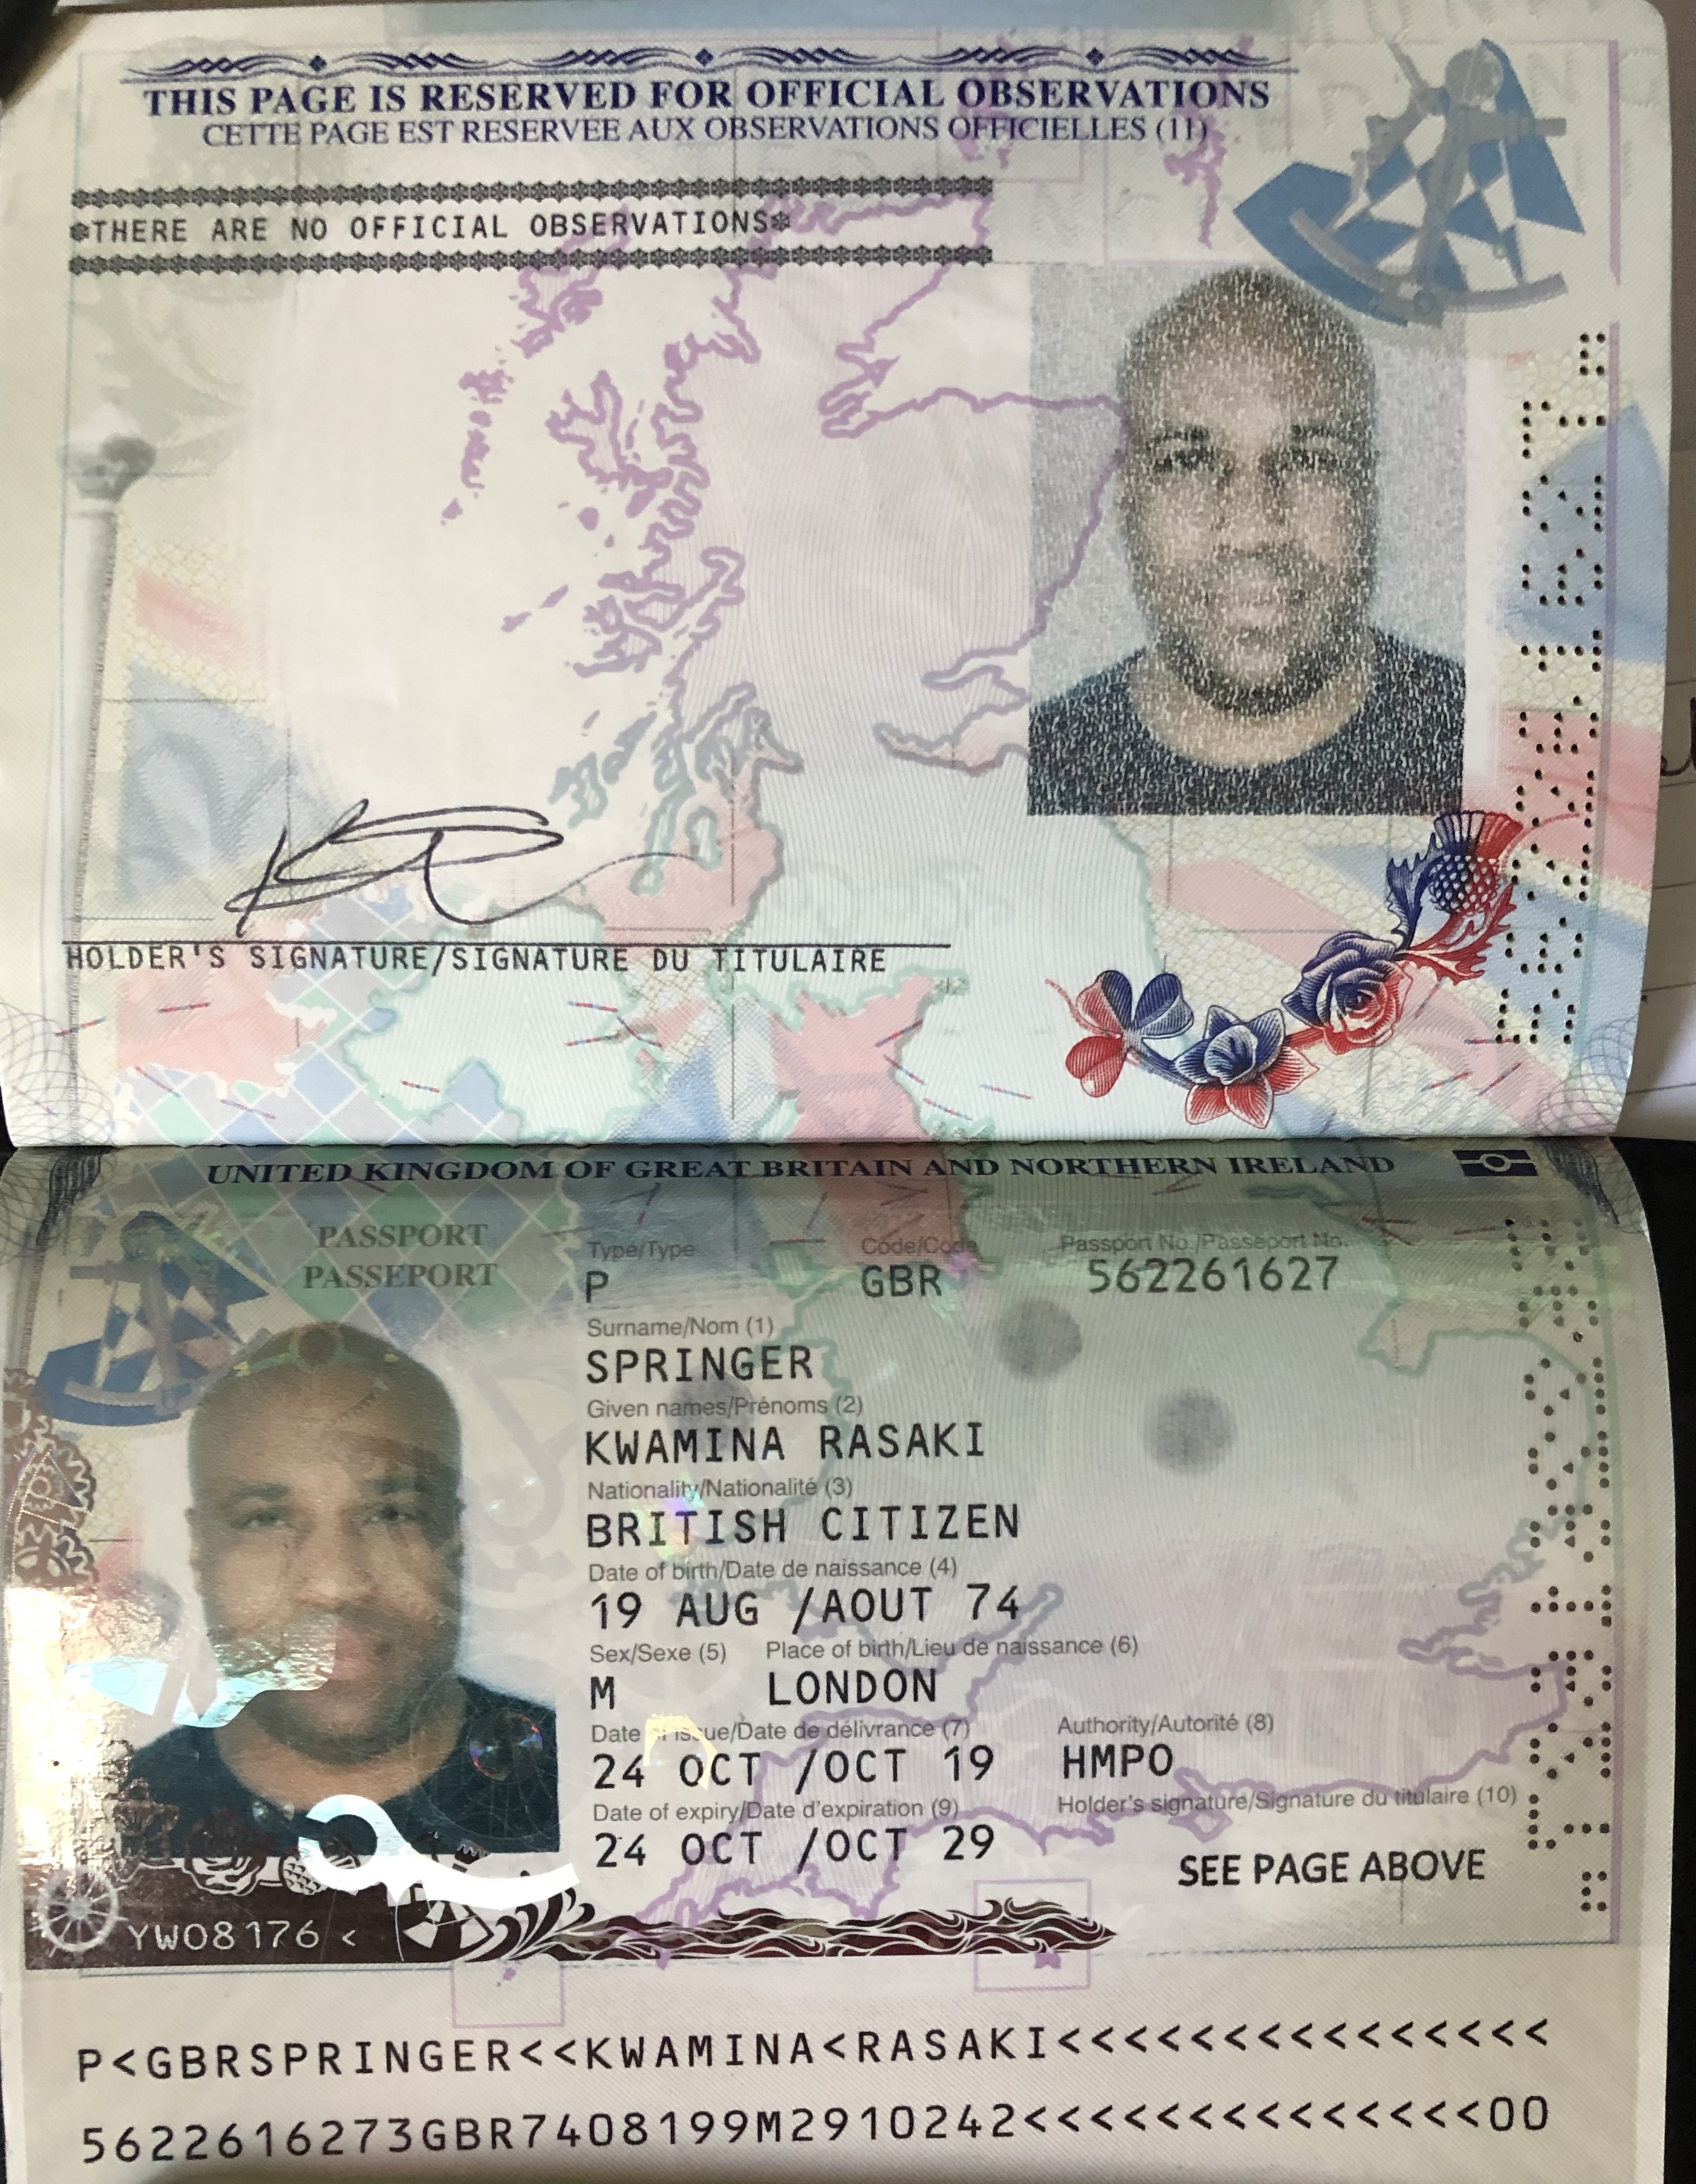 THIS PAGE IS RESERVED FOR OFFICIAL OBSERVATIONS
CETTE PAGE EST RESERVEE AUX OBSERVATIONS OFFICIELLES (11)
*THERE ARE NO OFFICIAL OBSERVATIONS*
HOLDER'S SIGNATURE/SIGNATURE DU TITULAIRE
UNITED KINGDOM OF GREAT BRITAIN AND NORTHERN IRELAND
PASSPORT
PASSEPORT
Type/Type Code/Code Passport No./Passeport No.
P GBR 562261627
Surname/Nom (1)
SPRINGER
Given names/Prénoms (2)
KWAMINA RASAKI
Nationality/Nationalité (3)
BRITISH CITIZEN
Date of birth/Date de naissance (4)
19 AUG /AOUT 74
Sex/Sexe (5) Place of birth/Lieu de naissance (6)
M LONDON
Date of issue/Date de délivrance (7) Authority/Autorité (8)
24 OCT /OCT 19 HMPO
Date of expiry/Date d'expiration (9) Holder's signature/Signature du titulaire (10)
24 OCT /OCT 29
SEE PAGE ABOVE
YW08176 <
P<GBRSPRINGER<<KWAMINA<RASAKI<<<<<<<<<<<<<<<
5622616273GBR7408199M2910242<<<<<<<<<<<<<<00